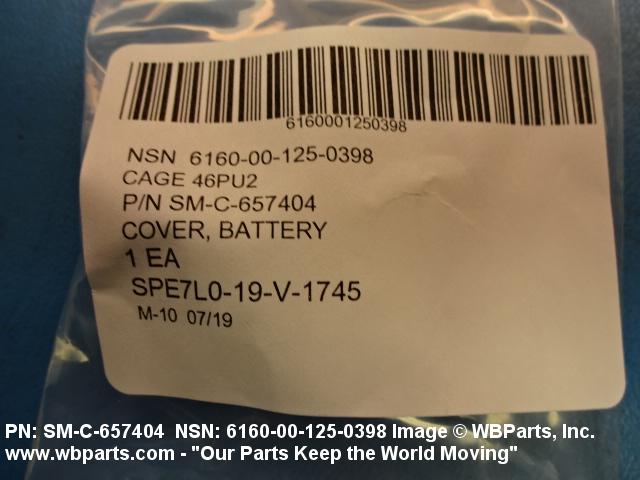 6160001250398
NSN 6160-00-125-0398
CAGE 46PU2
P/N SM-C-657404
COVER, BATTERY
1 EA
SPE7L0-19-V-1745
M-10 07/19
PN: SM-C-657404 NSN: 6160-00-125-0398 Image © WBParts, Inc.
www.wbparts.com - "Our Parts Keep the World Moving"